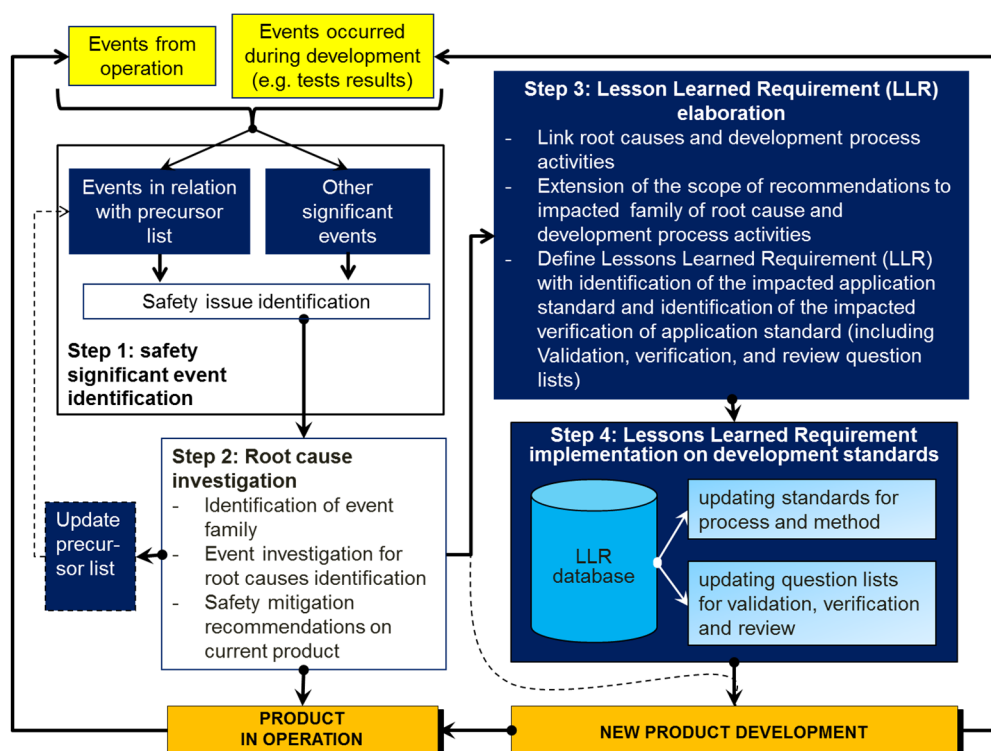 Events from
operation
Events occurred
during development
(e.g. tests results)
Events in relation
with precursor
list
Other
significant
events
Safety issue identification
Step 1: safety
significant event
identification
Step 2: Root cause
investigation
- Identification of event
family
- Event investigation for
root causes identification
- Safety mitigation
recommendations on
current product
Update
precur-
sor list
Step 3: Lesson Learned Requirement (LLR)
elaboration
- Link root causes and development process
activities
- Extension of the scope of recommendations to
impacted family of root cause and
development process activities
- Define Lessons Learned Requirement (LLR)
with identification of the impacted application
standard and identification of the impacted
verification of application standard (including
Validation, verification, and review question
lists)
Step 4: Lessons Learned Requirement
implementation on development standards
LLR
database
updating standards for
process and method
updating question lists
for validation, verification
and review
PRODUCT
IN OPERATION
NEW PRODUCT DEVELOPMENT